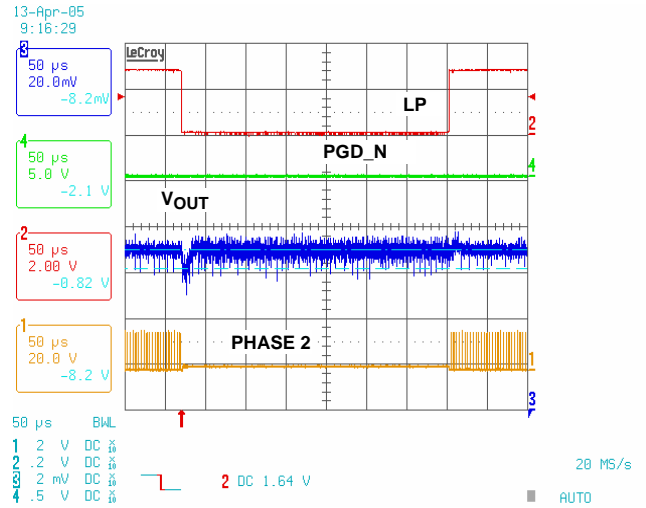 13-Apr-05
9:16:29
LeCroy
3
50 µs
20.0mV
-8.2mV
4
50 µs
5.0 V
-2.1 V
2
50 µs
2.00 V
-0.82 V
1
50 µs
20.0 V
-8.2 V
LP
2
PGD_N
4
VOUT
PHASE 2
1
3
50 µs BWL
1 2 V DC X10
2 .2 V DC X10
3 2 mV DC X10
4 .5 V DC X10
2 DC 1.64 V
20 MS/s
AUTO